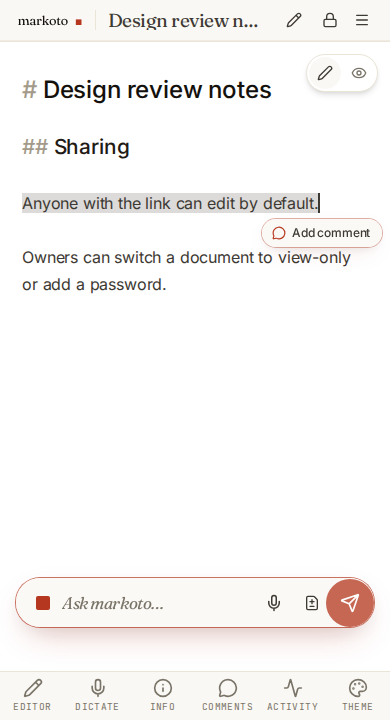 markoto
Design review n...
# Design review notes
## Sharing
Anyone with the link can edit by default.
Add comment
Owners can switch a document to view-only
or add a password.
Ask markoto...
EDITOR DICTATE INFO COMMENTS ACTIVITY THEME